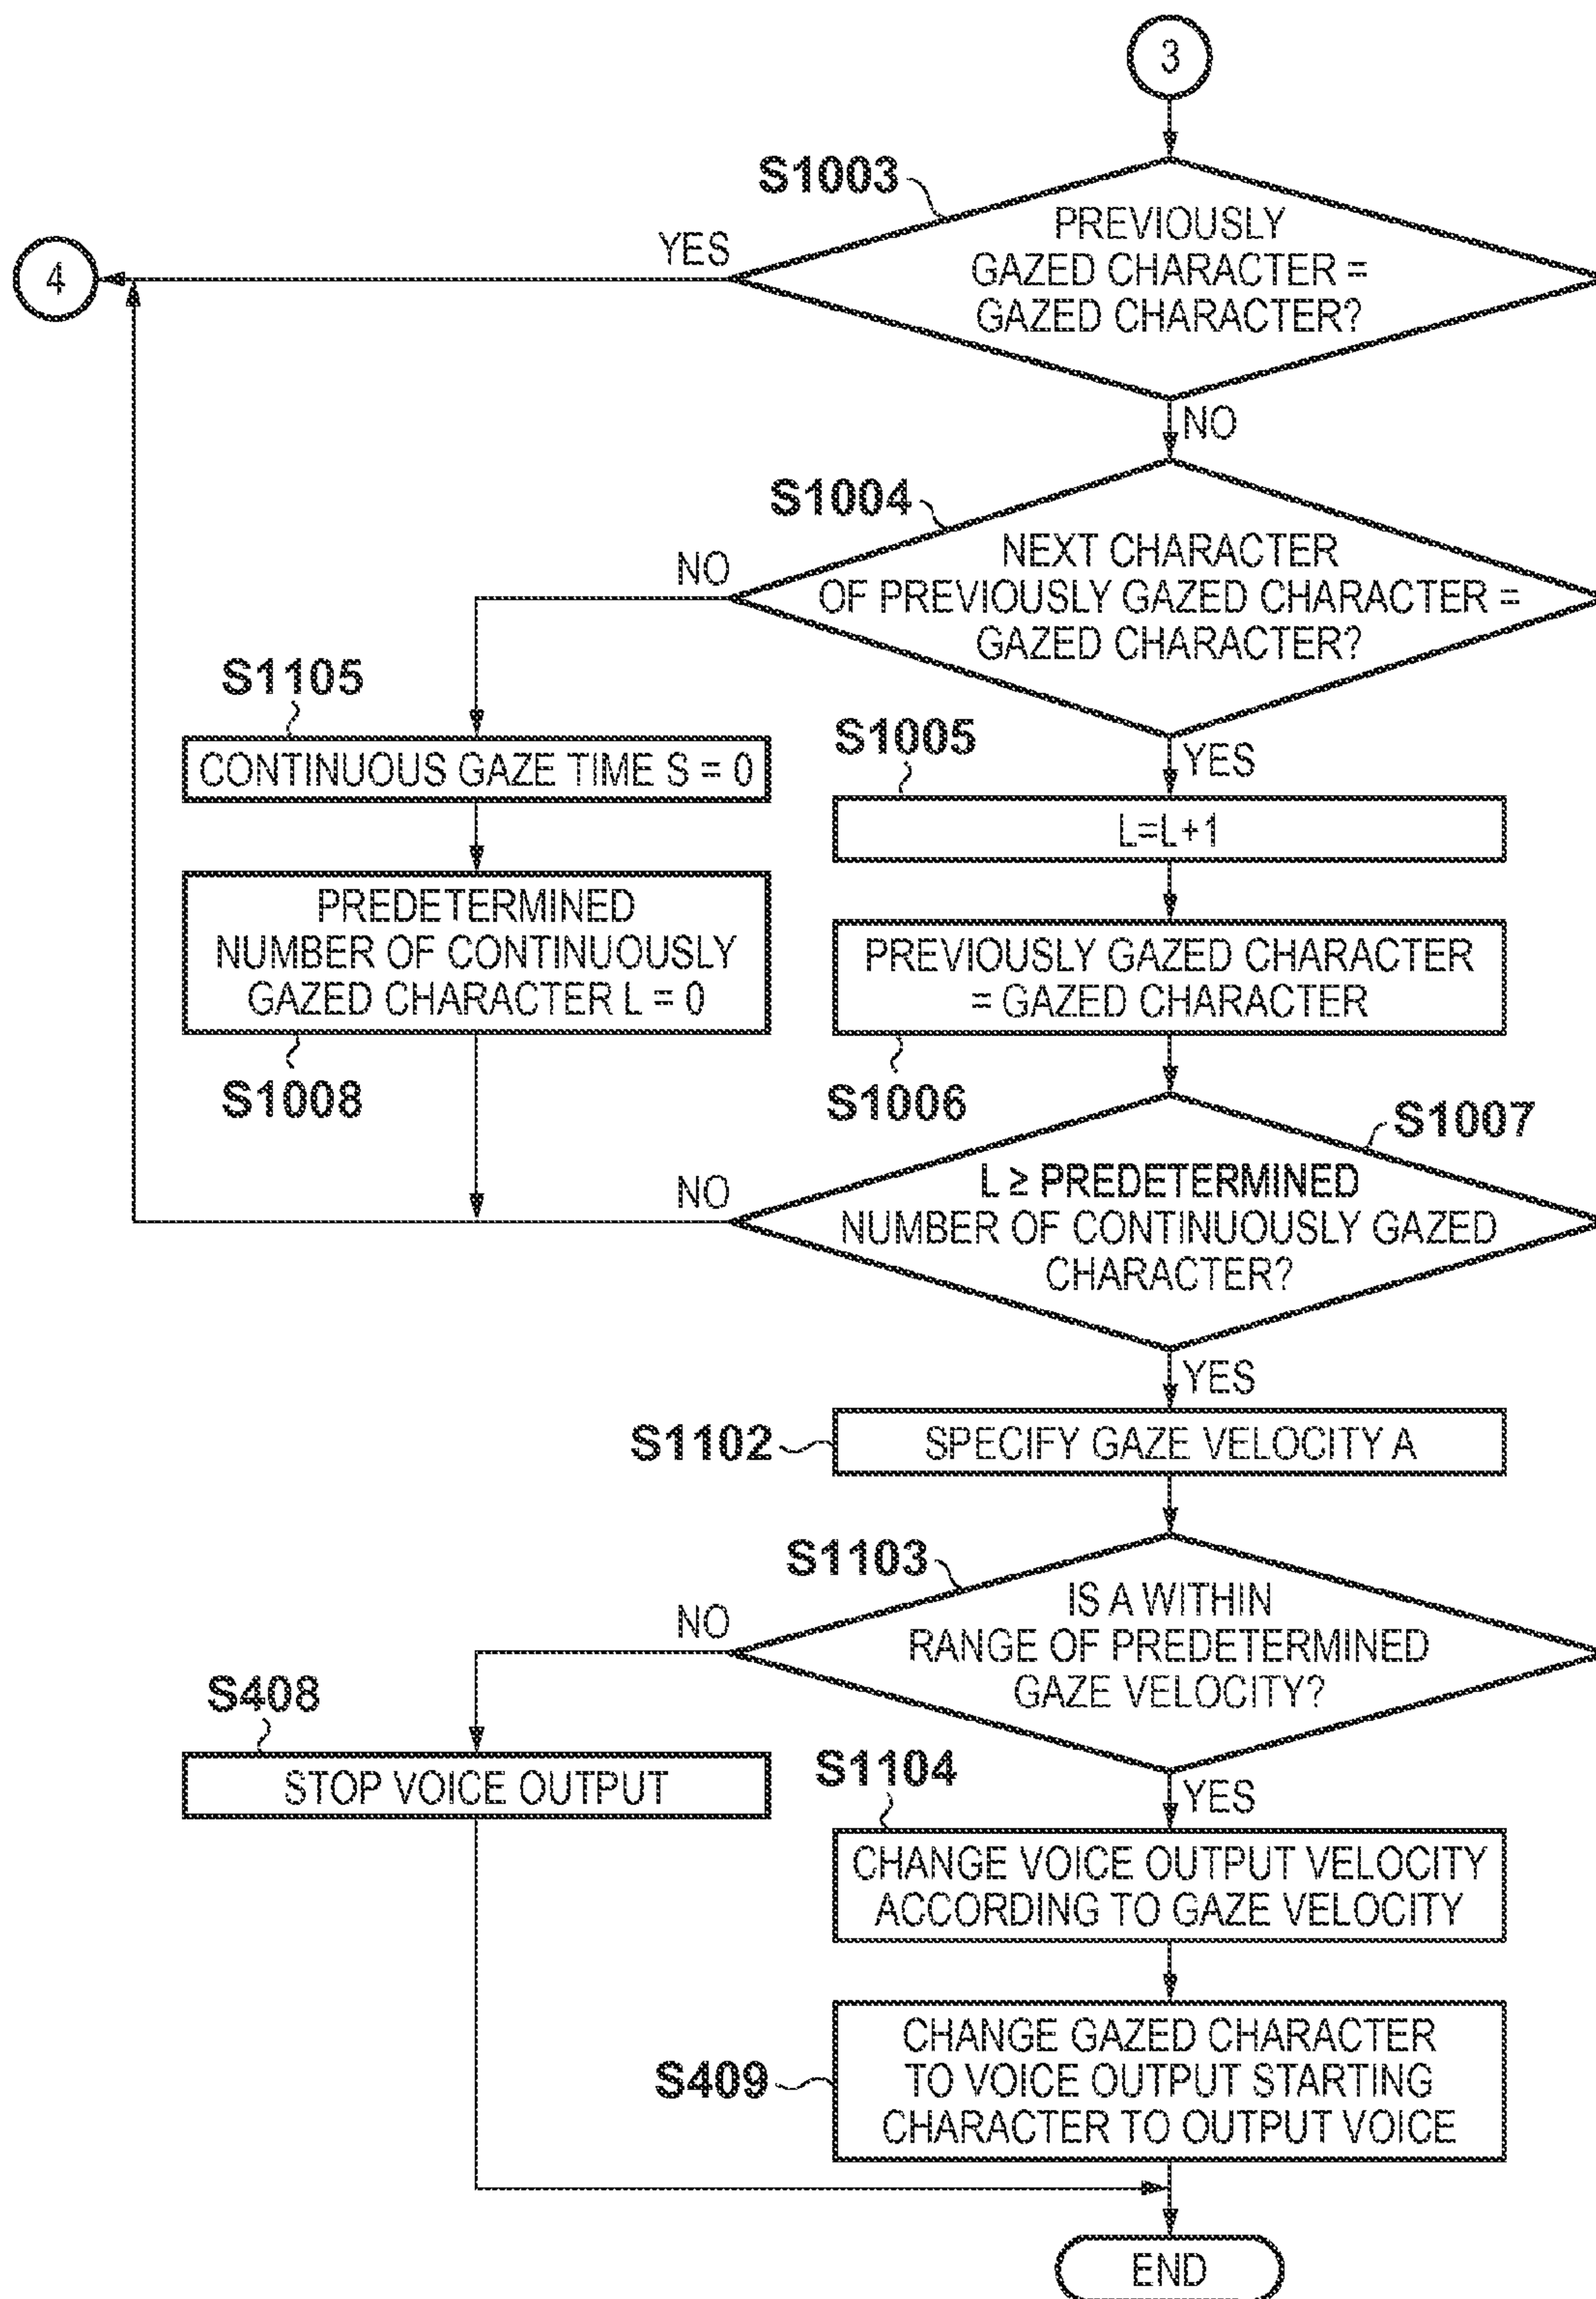 3
S1003
PREVIOUSLY
GAZED CHARACTER =
GAZED CHARACTER?
YES
4
NO
S1004
NEXT CHARACTER
OF PREVIOUSLY GAZED CHARACTER =
GAZED CHARACTER?
NO
S1105
CONTINUOUS GAZE TIME S = 0
YES
S1005
L=L+1
PREDETERMINED
NUMBER OF CONTINUOUSLY
GAZED CHARACTER L = 0
S1008
PREVIOUSLY GAZED CHARACTER
= GAZED CHARACTER
S1006
S1007
L ≥ PREDETERMINED
NUMBER OF CONTINUOUSLY GAZED
CHARACTER?
NO
YES
S1102
SPECIFY GAZE VELOCITY A
S1103
IS A WITHIN
RANGE OF PREDETERMINED
GAZE VELOCITY?
NO
S408
STOP VOICE OUTPUT
YES
S1104
CHANGE VOICE OUTPUT VELOCITY
ACCORDING TO GAZE VELOCITY
S409
CHANGE GAZED CHARACTER
TO VOICE OUTPUT STARTING
CHARACTER TO OUTPUT VOICE
END